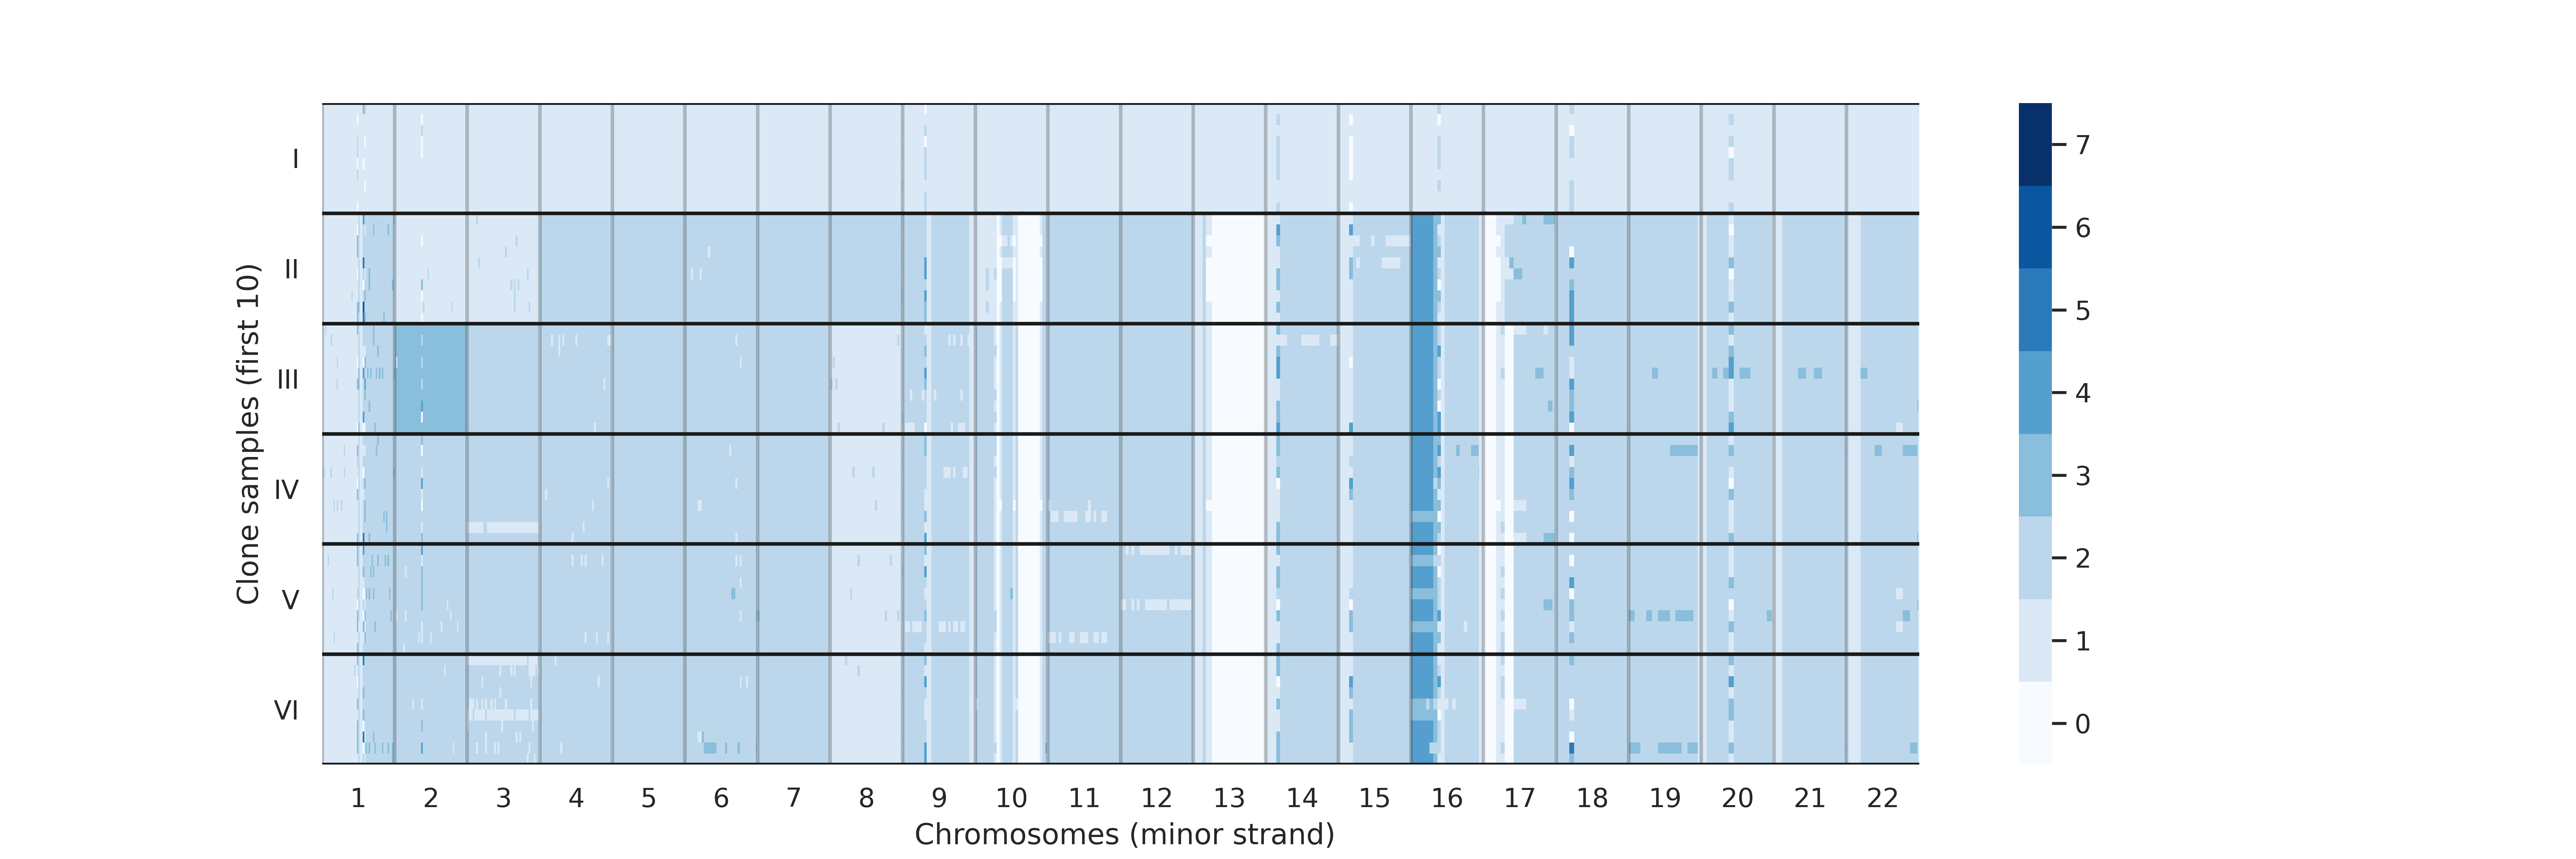 Clone samples (first 10)
I
II
III
IV
V
VI
1 2 3 4 5 6 7 8 9 10 11 12 13 14 15 16 17 18 19 20 21 22
Chromosomes (minor strand)
7
6
5
4
3
2
1
0